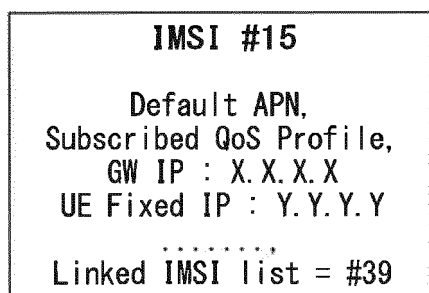 IMSI #15
Default APN,
Subscribed QoS Profile,
GW IP : X.X.X.X
UE Fixed IP : Y.Y.Y.Y
........
Linked IMSI list = #39